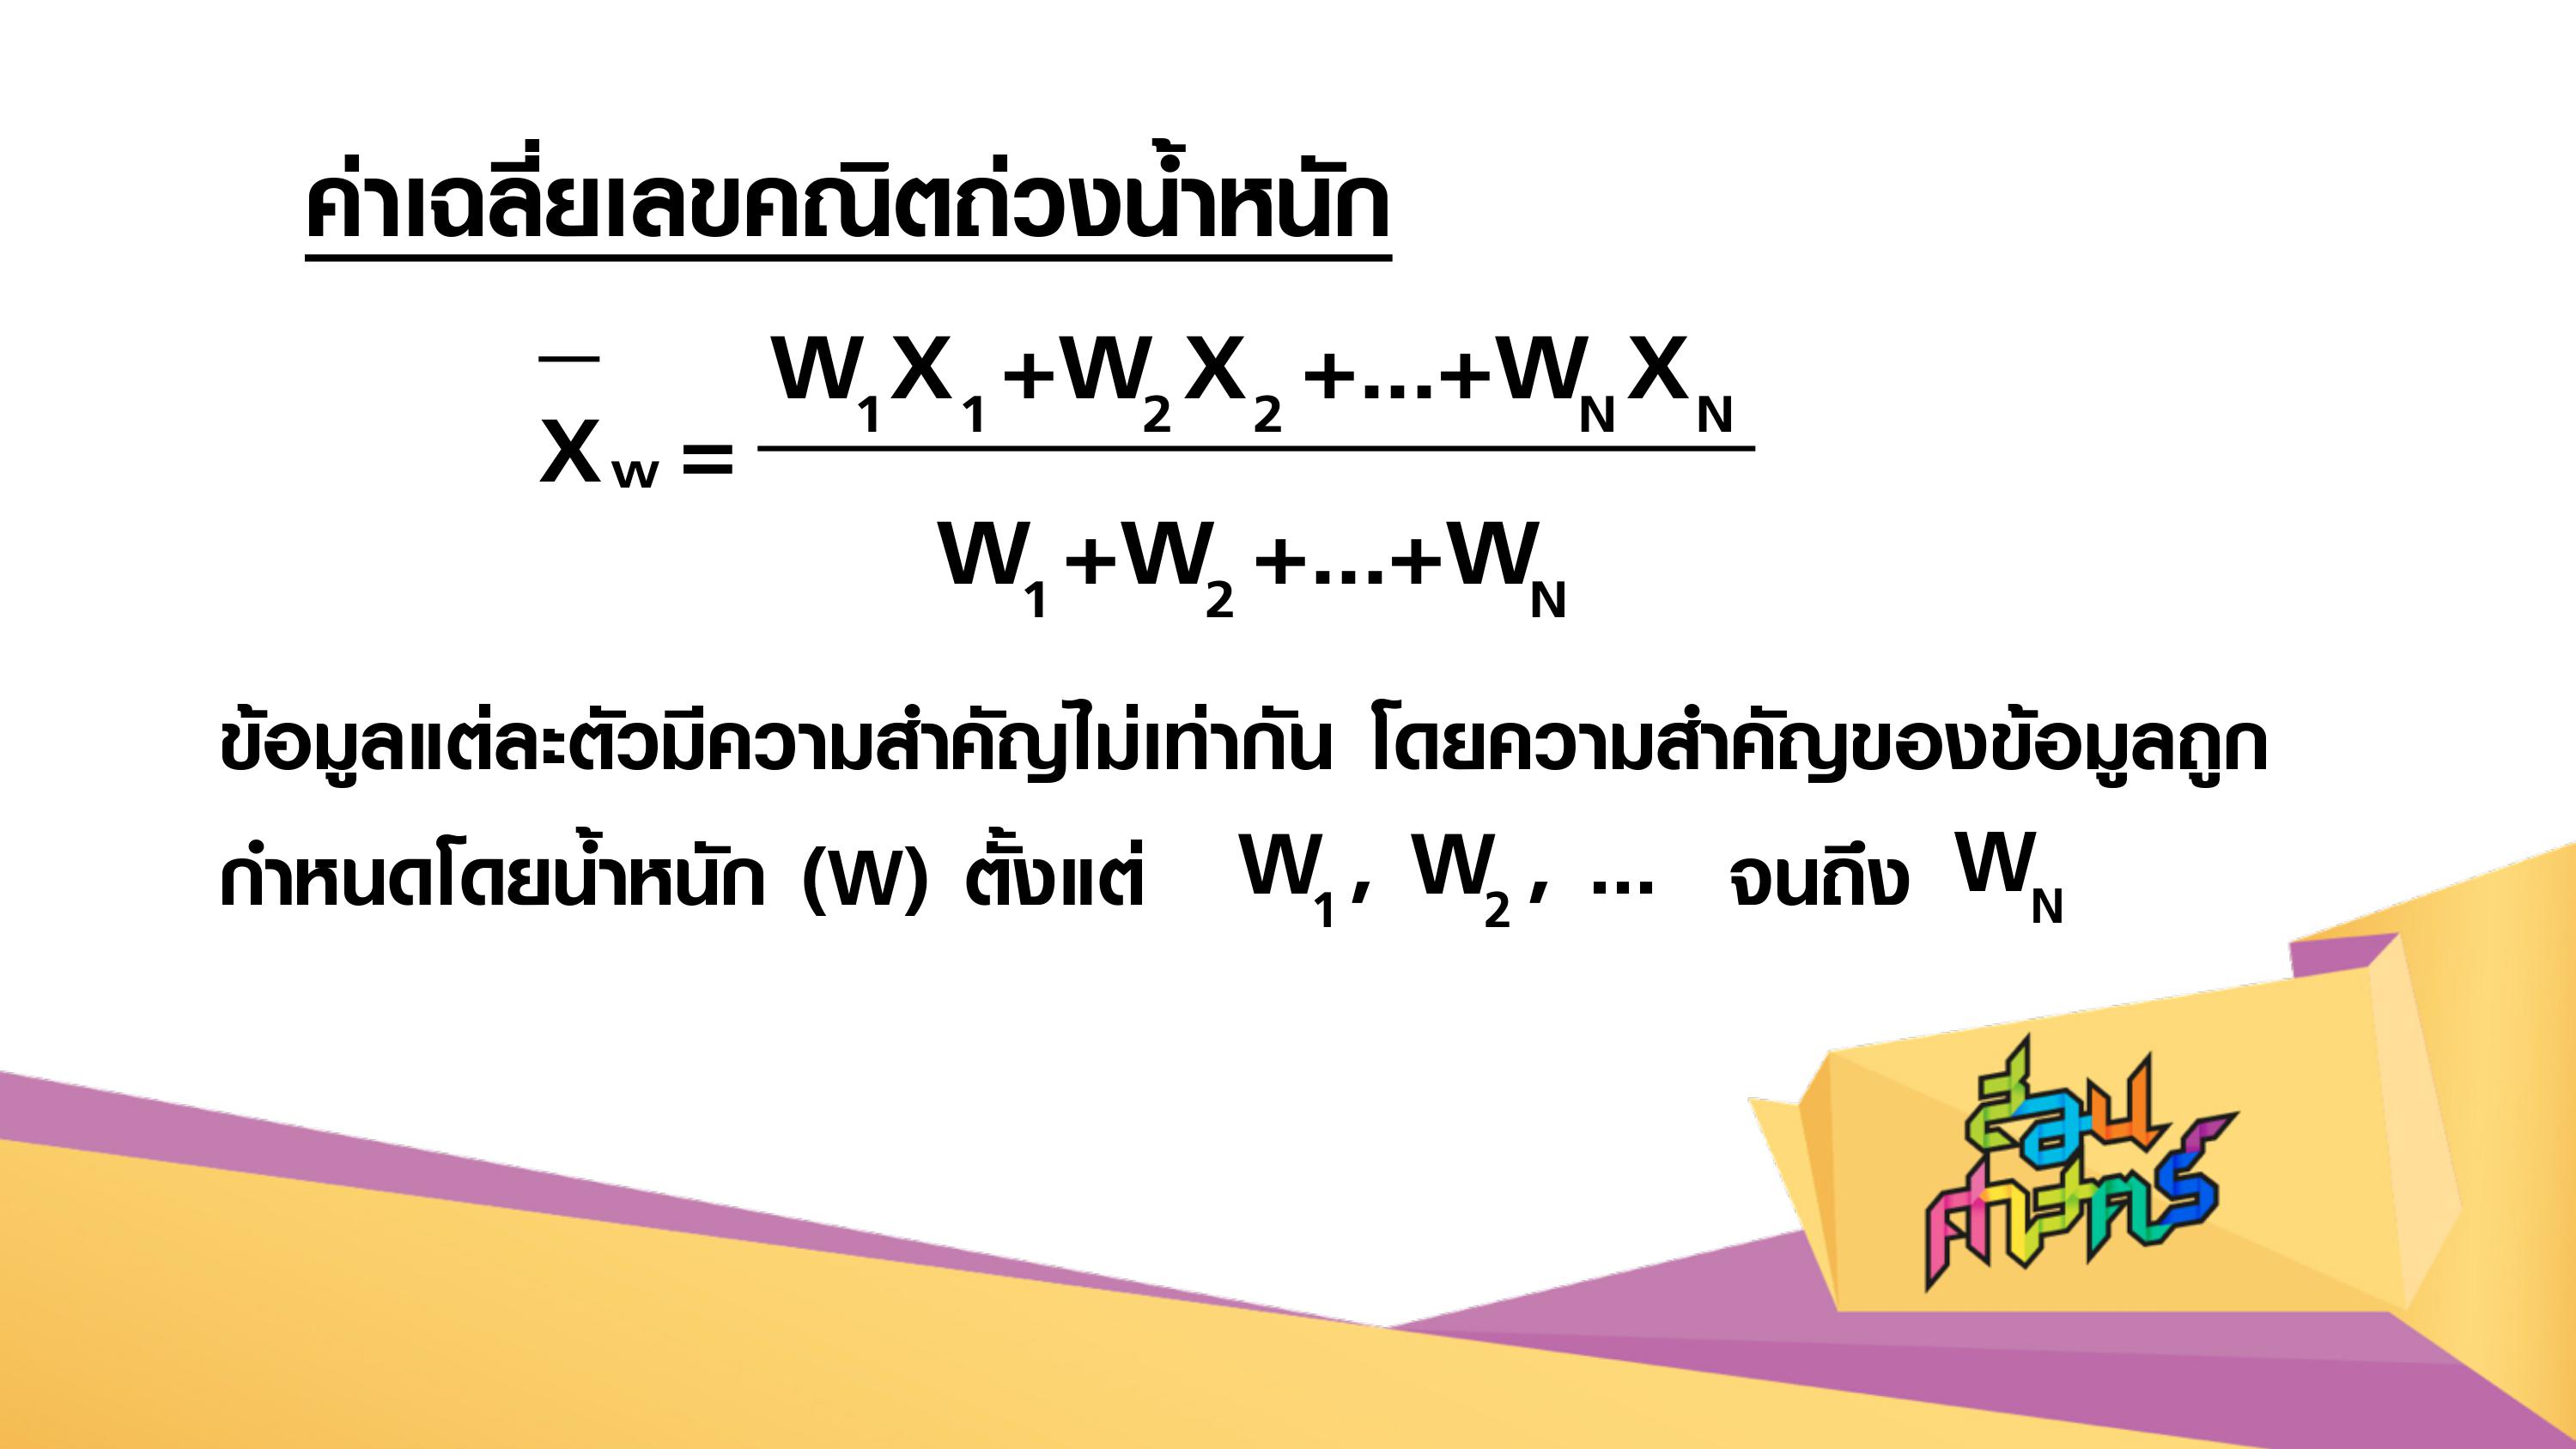 ค่าเฉลี่ยเลขคณิตถ่วงน้ำหนัก
W₁X₁+W₂X₂+...+WNXN
X̄w =
W₁+W₂+...+WN
ข้อมูลแต่ละตัวมีความสำคัญไม่เท่ากัน โดยความสำคัญของข้อมูลถูก
กำหนดโดยน้ำหนัก (W) ตั้งแต่ W₁, W₂, ... จนถึง WN
สอน
ศาสตร์